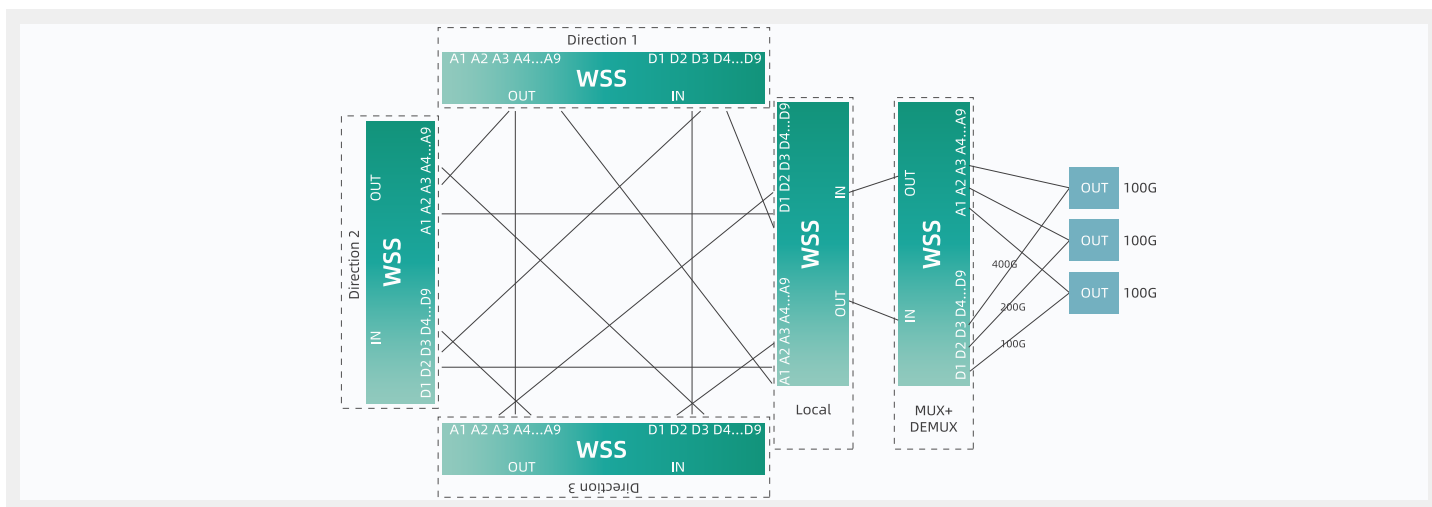 Direction 1
A1 A2 A3 A4...A9
D1 D2 D3 D4...D9
WSS
OUT
IN
Direction 2
WSS
OUT
IN
A1 A2 A3 A4...A9
D1 D2 D3 D4...D9
D1 D2 D3 D4...D9
A1 A2 A3 A4...A9
WSS
IN
OUT
Local
OUT
IN
WSS
A1 A2 A3 A4...A9
D1 D2 D3 D4...D9
MUX+
DEMUX
400G
200G
100G
OUT 100G
OUT 100G
OUT 100G
A1 A2 A3 A4...A9
D1 D2 D3 D4...D9
WSS
OUT
IN
Direction 3